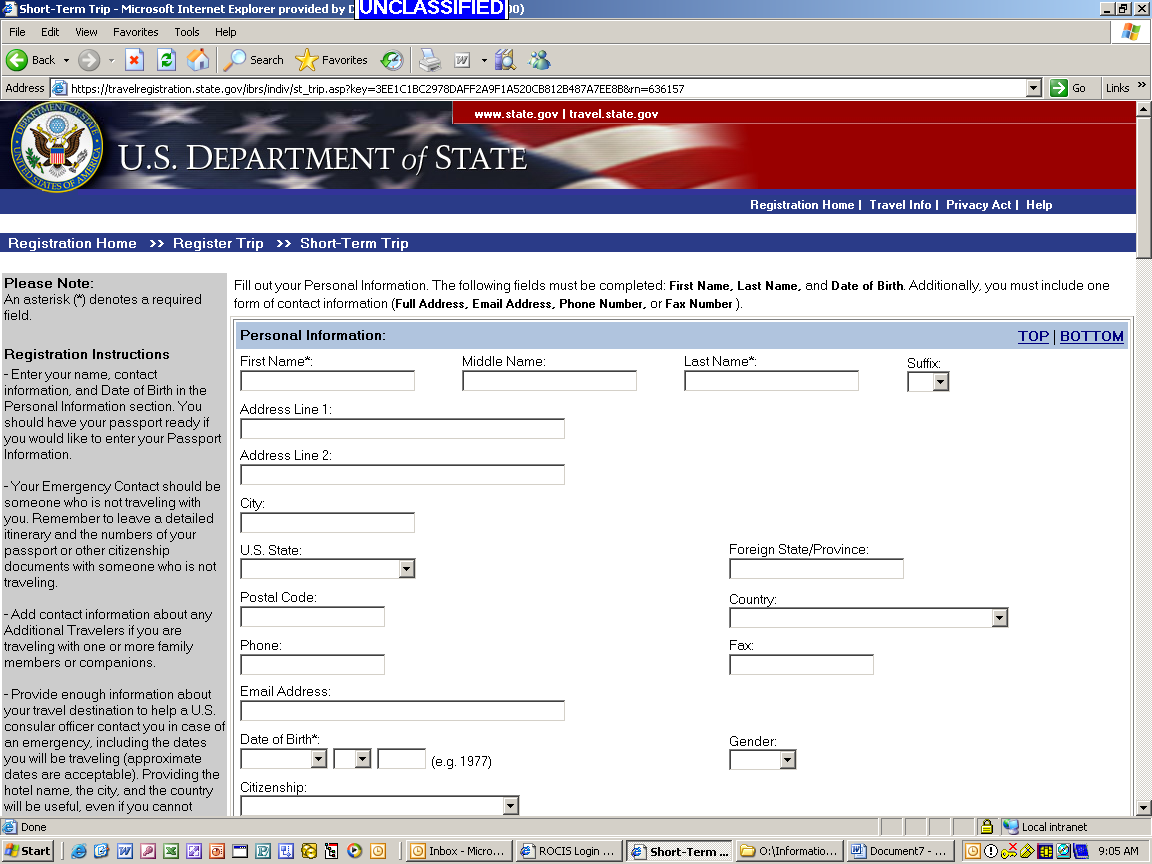 Short-Term Trip - Microsoft Internet Explorer provided by D UNCLASSIFIED 00)
File Edit View Favorites Tools Help
Back Search Favorites
Address https://travelregistration.state.gov/ibrs/indiv/st_trip.asp?key=3EE1C1BC2978DAFF2A9F1A520CB812B487A7EE8B&rn=636157 Go Links »
www.state.gov | travel.state.gov
U.S. DEPARTMENT of STATE
Registration Home | Travel Info | Privacy Act | Help
Registration Home >> Register Trip >> Short-Term Trip
Please Note:
An asterisk (*) denotes a required
field.
Registration Instructions
- Enter your name, contact
information, and Date of Birth in the
Personal Information section. You
should have your passport ready if
you would like to enter your Passport
Information.
- Your Emergency Contact should be
someone who is not traveling with
you. Remember to leave a detailed
itinerary and the numbers of your
passport or other citizenship
documents with someone who is not
traveling.
- Add contact information about any
Additional Travelers if you are
traveling with one or more family
members or companions.
- Provide enough information about
your travel destination to help a U.S.
consular officer contact you in case of
an emergency, including the dates
you will be traveling (approximate
dates are acceptable). Providing the
hotel name, the city, and the country
will be useful, even if you cannot
Fill out your Personal Information. The following fields must be completed: First Name, Last Name, and Date of Birth. Additionally, you must include one
form of contact information (Full Address, Email Address, Phone Number, or Fax Number ).
Personal Information: TOP | BOTTOM
First Name*: Middle Name: Last Name*: Suffix:
Address Line 1:
Address Line 2:
City:
U.S. State: Foreign State/Province:
Postal Code: Country:
Phone: Fax:
Email Address:
Date of Birth*: Gender:
(e.g. 1977)
Citizenship:
Done Local intranet
Start Inbox - Micro... ROCIS Login ... Short-Term ... O:\Informatio... Document7 - ... 9:05 AM